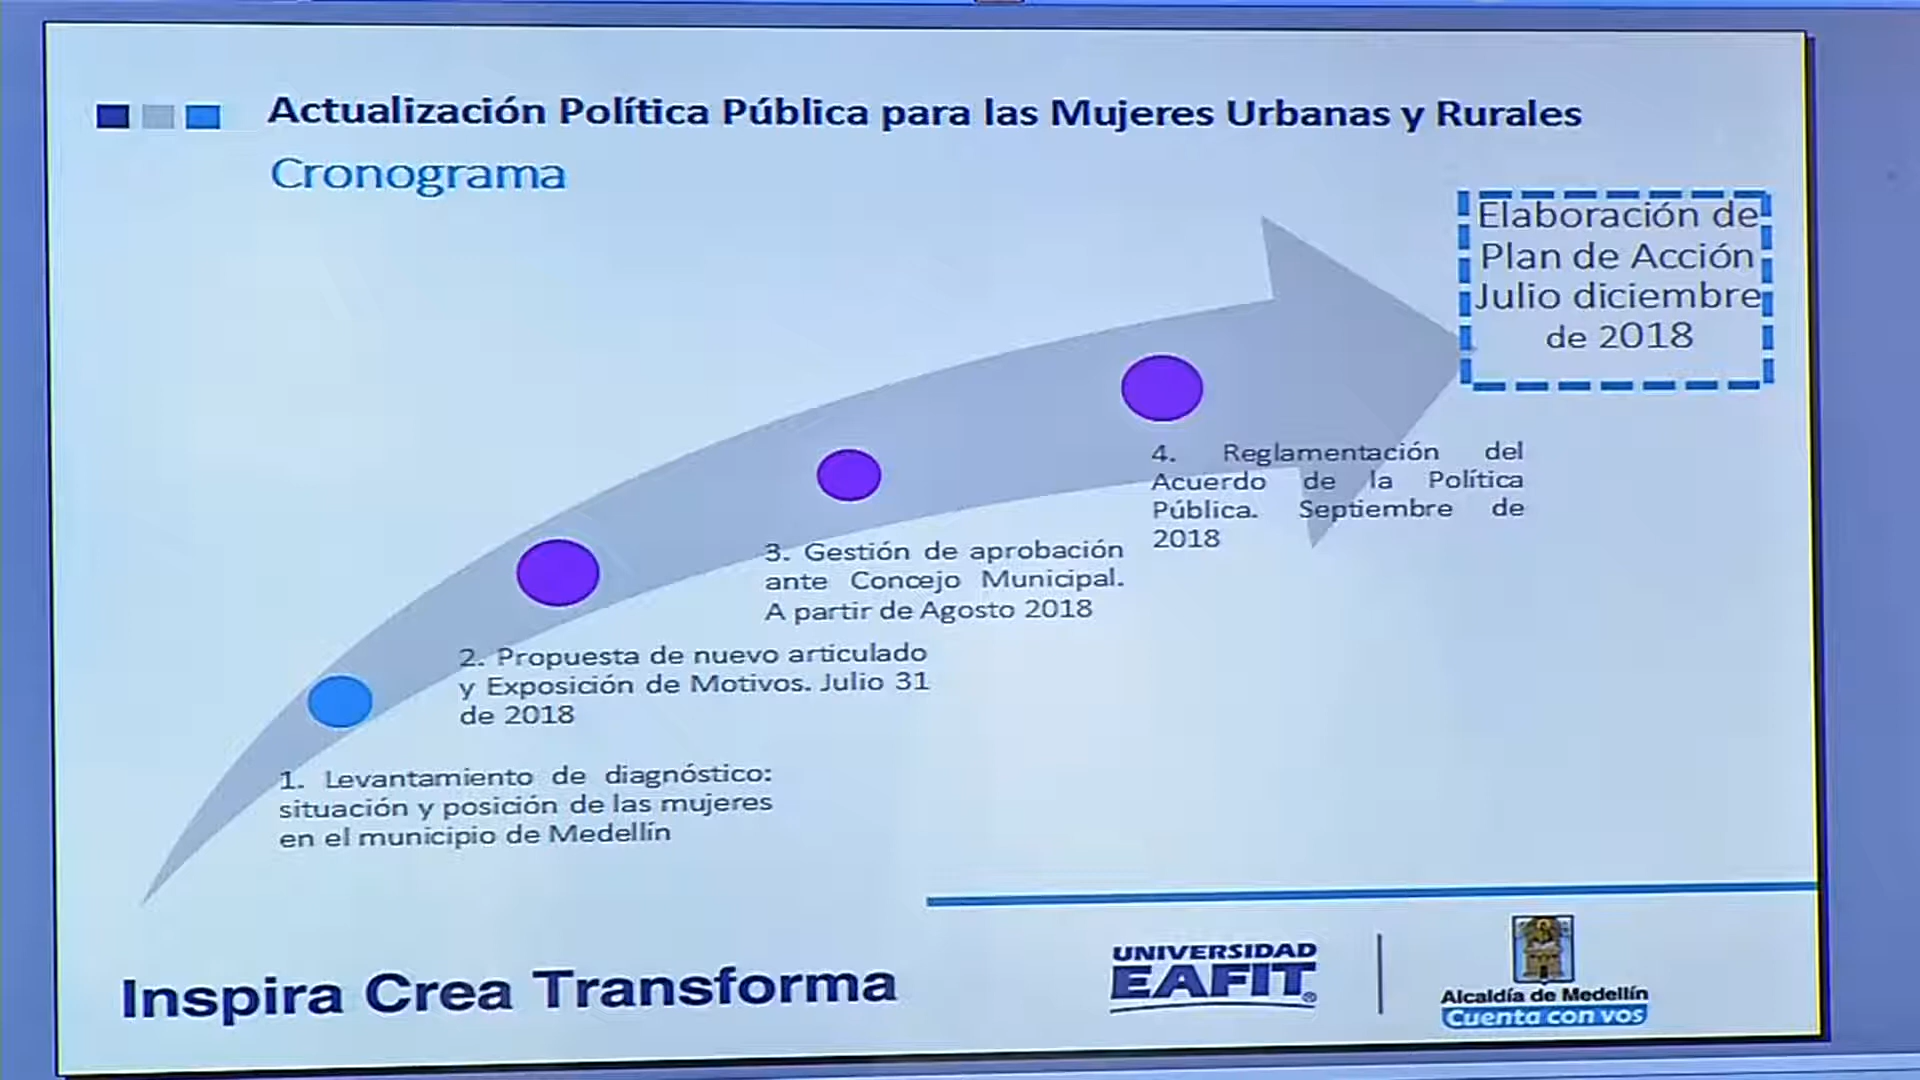 Actualización Política Pública para las Mujeres Urbanas y Rurales
Cronograma
Elaboración de
Plan de Acción
Julio diciembre
de 2018
4. Reglamentación del
Acuerdo de la Política
Pública. Septiembre de
2018
3. Gestión de aprobación
ante Concejo Municipal.
A partir de Agosto 2018
2. Propuesta de nuevo articulado
y Exposición de Motivos. Julio 31
de 2018
1. Levantamiento de diagnóstico:
situación y posición de las mujeres
en el municipio de Medellín
Inspira Crea Transforma
UNIVERSIDAD
EAFIT®
Alcaldía de Medellín
Cuenta con vos